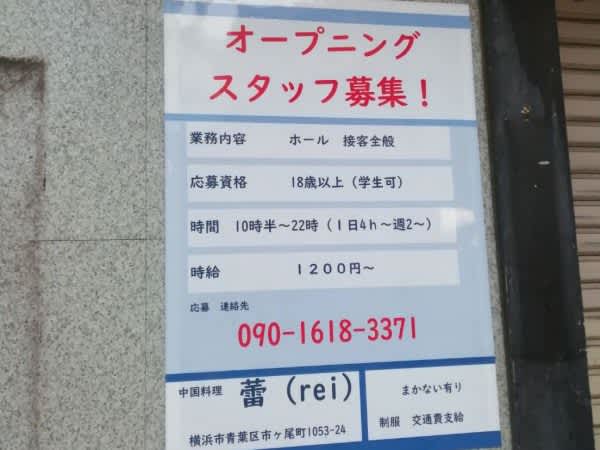 オープニング
スタッフ募集！
業務内容　ホール　接客全般
応募資格　18歳以上（学生可）
時間　10時半～22時（１日4h～週2～）
時給　１２００円～
応募　連絡先
090-1618-3371
中国料理　蕾（rei）
横浜市青葉区市ヶ尾町1053-24
まかない有り
制服　交通費支給